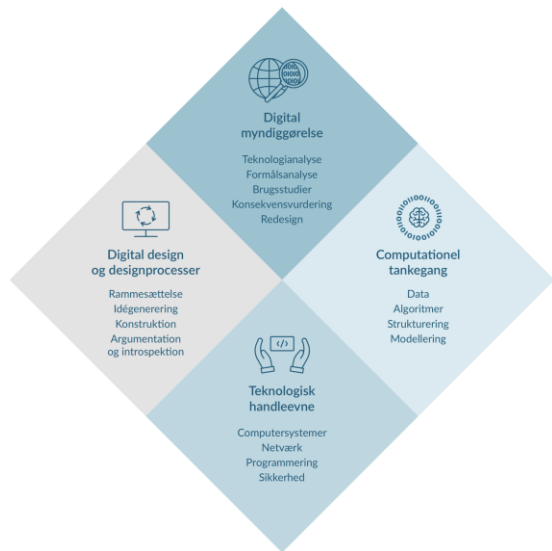 Digital
myndiggørelse
Teknologianalyse
Formålsanalyse
Brugsstudier
Konsekvensvurdering
Redesign
Digital design
og designprocesser
Rammesættelse
Idégenerering
Konstruktion
Argumentation
og introspektion
Computationel
tankegang
Data
Algoritmer
Strukturering
Modellering
</>
Teknologisk
handleevne
Computersystemer
Netværk
Programmering
Sikkerhed